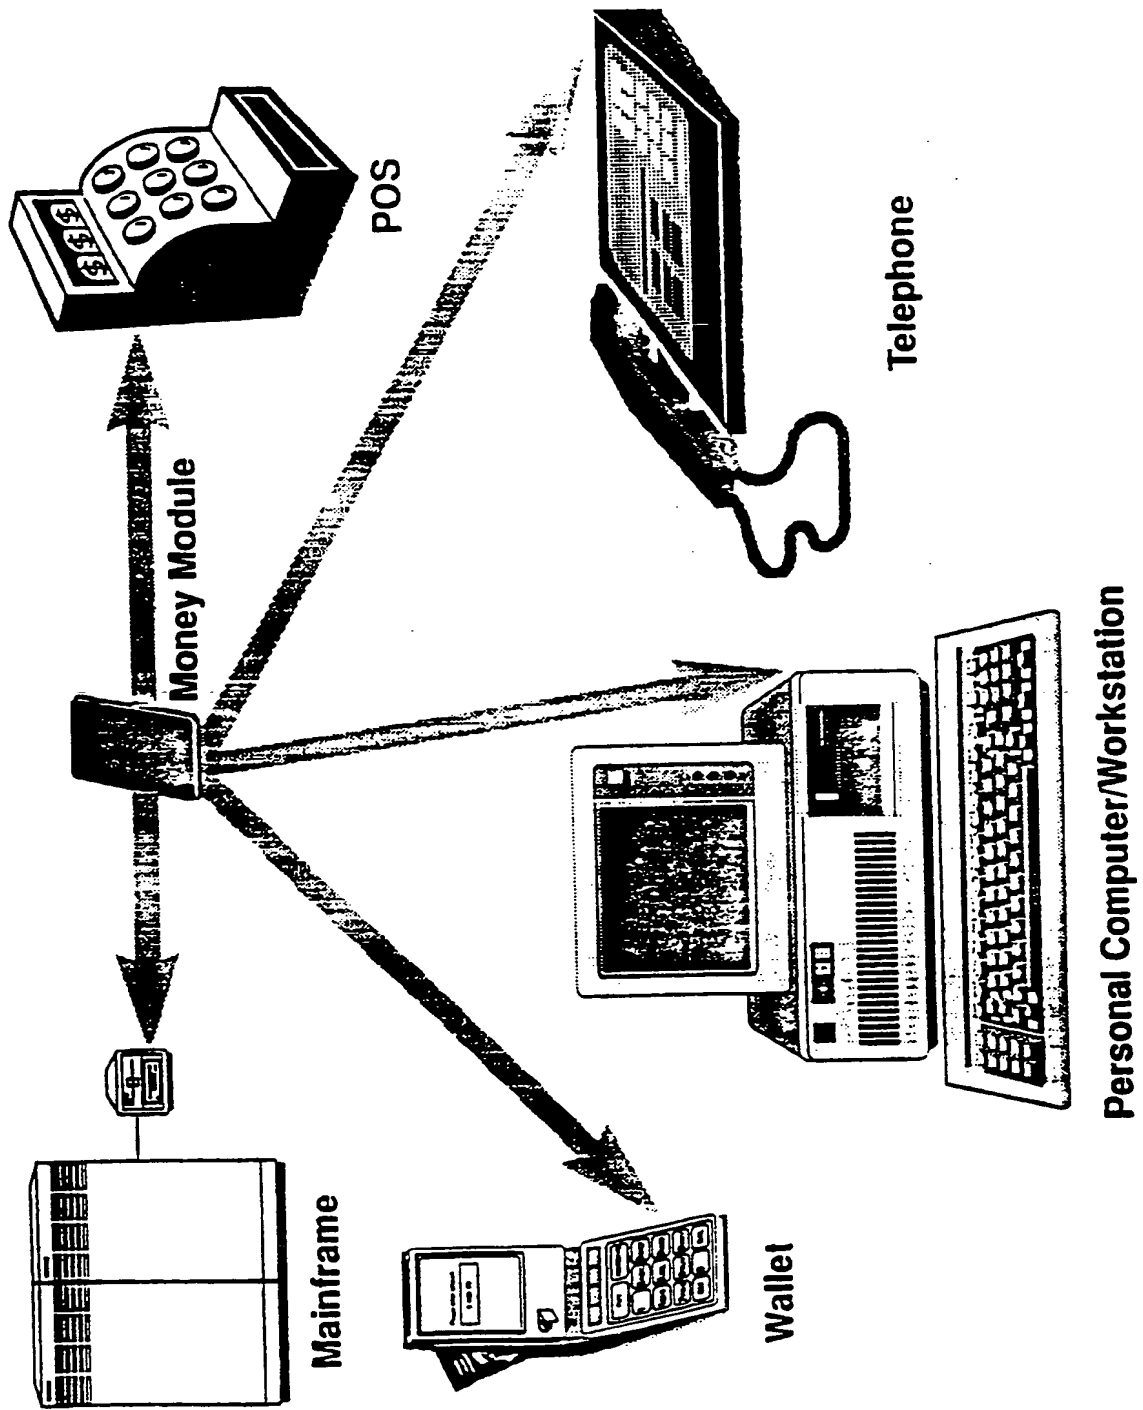 Mainframe
Money Module
$ $ $
POS
Wallet
Personal Computer/Workstation
Telephone